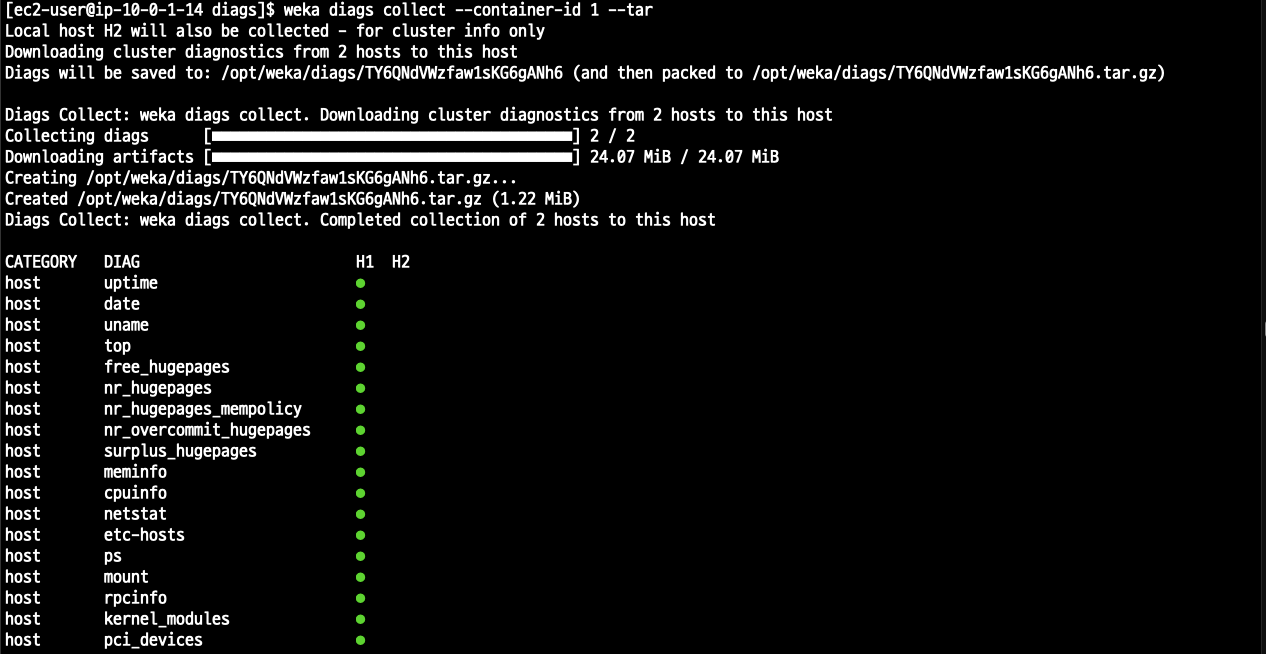 [ec2-user@ip-10-0-1-14 diags]$ weka diags collect --container-id 1 --tar
Local host H2 will also be collected - for cluster info only
Downloading cluster diagnostics from 2 hosts to this host
Diags will be saved to: /opt/weka/diags/TY6QNdVWzfaw1sKG6gANh6 (and then packed to /opt/weka/diags/TY6QNdVWzfaw1sKG6gANh6.tar.gz)
Diags Collect: weka diags collect. Downloading cluster diagnostics from 2 hosts to this host
Collecting diags [] 2 / 2
Downloading artifacts [] 24.07 MiB / 24.07 MiB
Creating /opt/weka/diags/TY6QNdVWzfaw1sKG6gANh6.tar.gz...
Created /opt/weka/diags/TY6QNdVWzfaw1sKG6gANh6.tar.gz (1.22 MiB)
Diags Collect: weka diags collect. Completed collection of 2 hosts to this host
CATEGORY DIAG H1 H2
host uptime
host date
host uname
host top
host free_hugepages
host nr_hugepages
host nr_hugepages_mempolicy
host nr_overcommit_hugepages
host surplus_hugepages
host meminfo
host cpuinfo
host netstat
host etc-hosts
host ps
host mount
host rpcinfo
host kernel_modules
host pci_devices